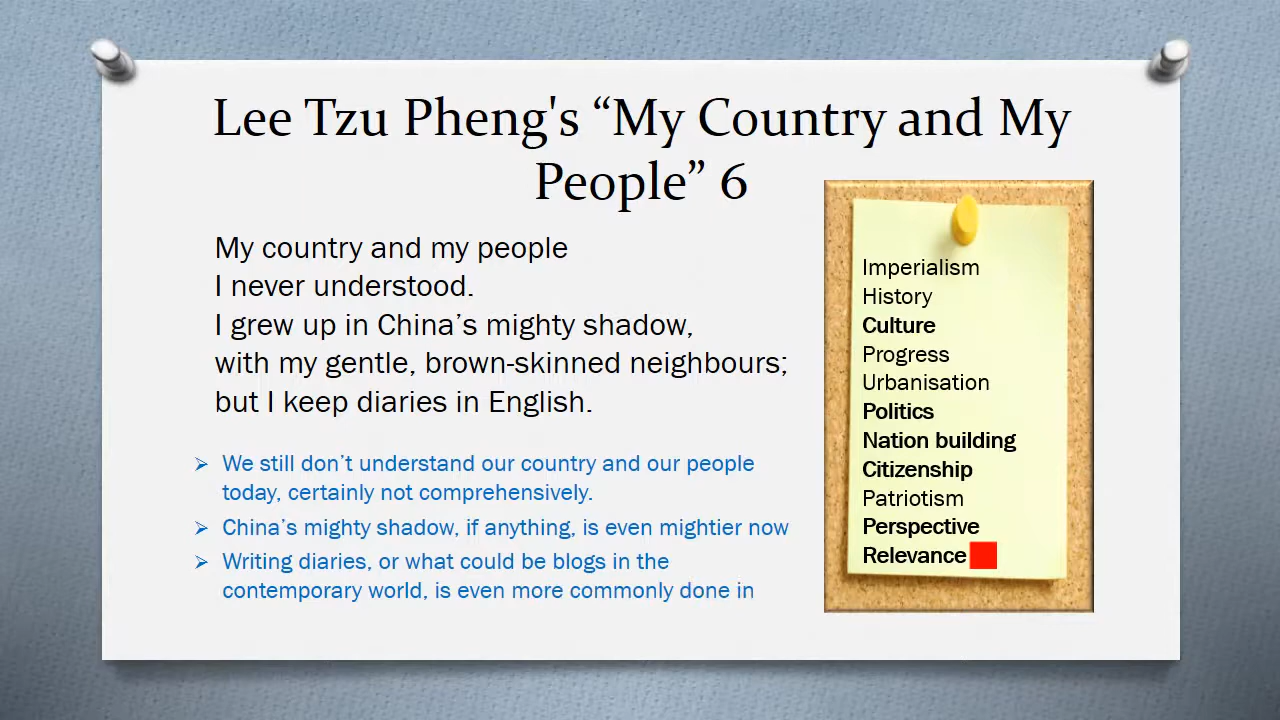 Lee Tzu Pheng's “My Country and My
People” 6
My country and my people
I never understood.
I grew up in China’s mighty shadow,
with my gentle, brown-skinned neighbours;
but I keep diaries in English.
We still don’t understand our country and our people
today, certainly not comprehensively.
China’s mighty shadow, if anything, is even mightier now
Writing diaries, or what could be blogs in the
contemporary world, is even more commonly done in
Imperialism
History
Culture
Progress
Urbanisation
Politics
Nation building
Citizenship
Patriotism
Perspective
Relevance